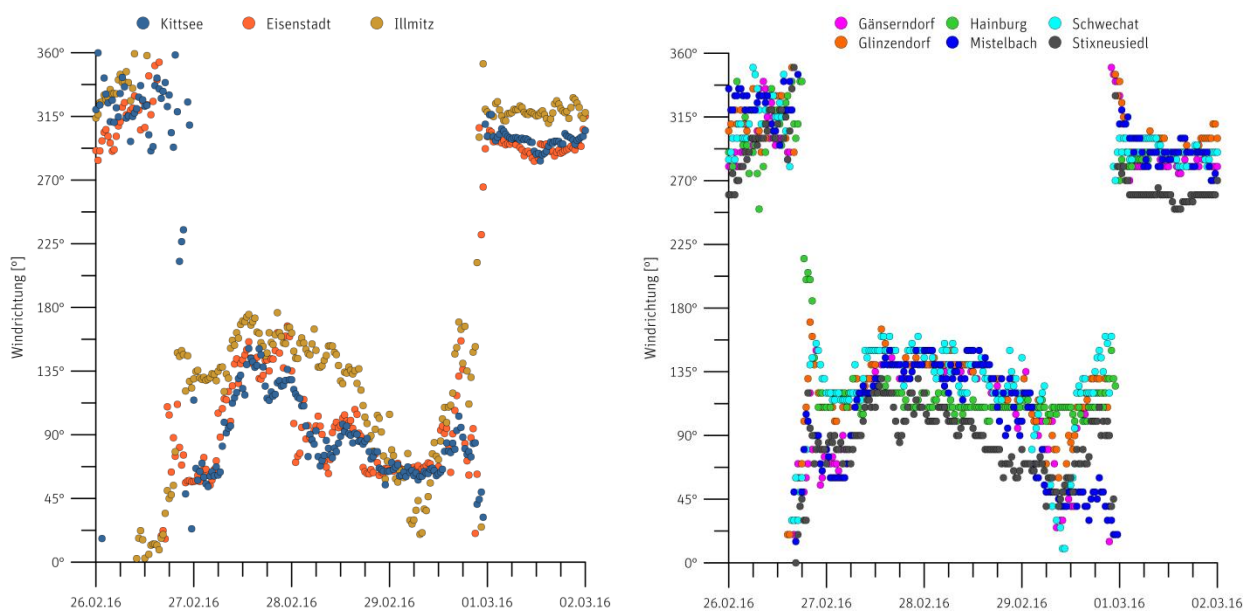 Kittsee Eisenstadt Illmitz
360°
315°
270°
225°
180°
135°
90°
45°
0°
Windrichtung [°]
26.02.16 27.02.16 28.02.16 29.02.16 01.03.16 02.03.16
Gänserndorf Hainburg Schwechat
Glinzendorf Mistelbach Stixneusiedl
360°
315°
270°
225°
180°
135°
90°
45°
0°
Windrichtung [°]
26.02.16 27.02.16 28.02.16 29.02.16 01.03.16 02.03.16